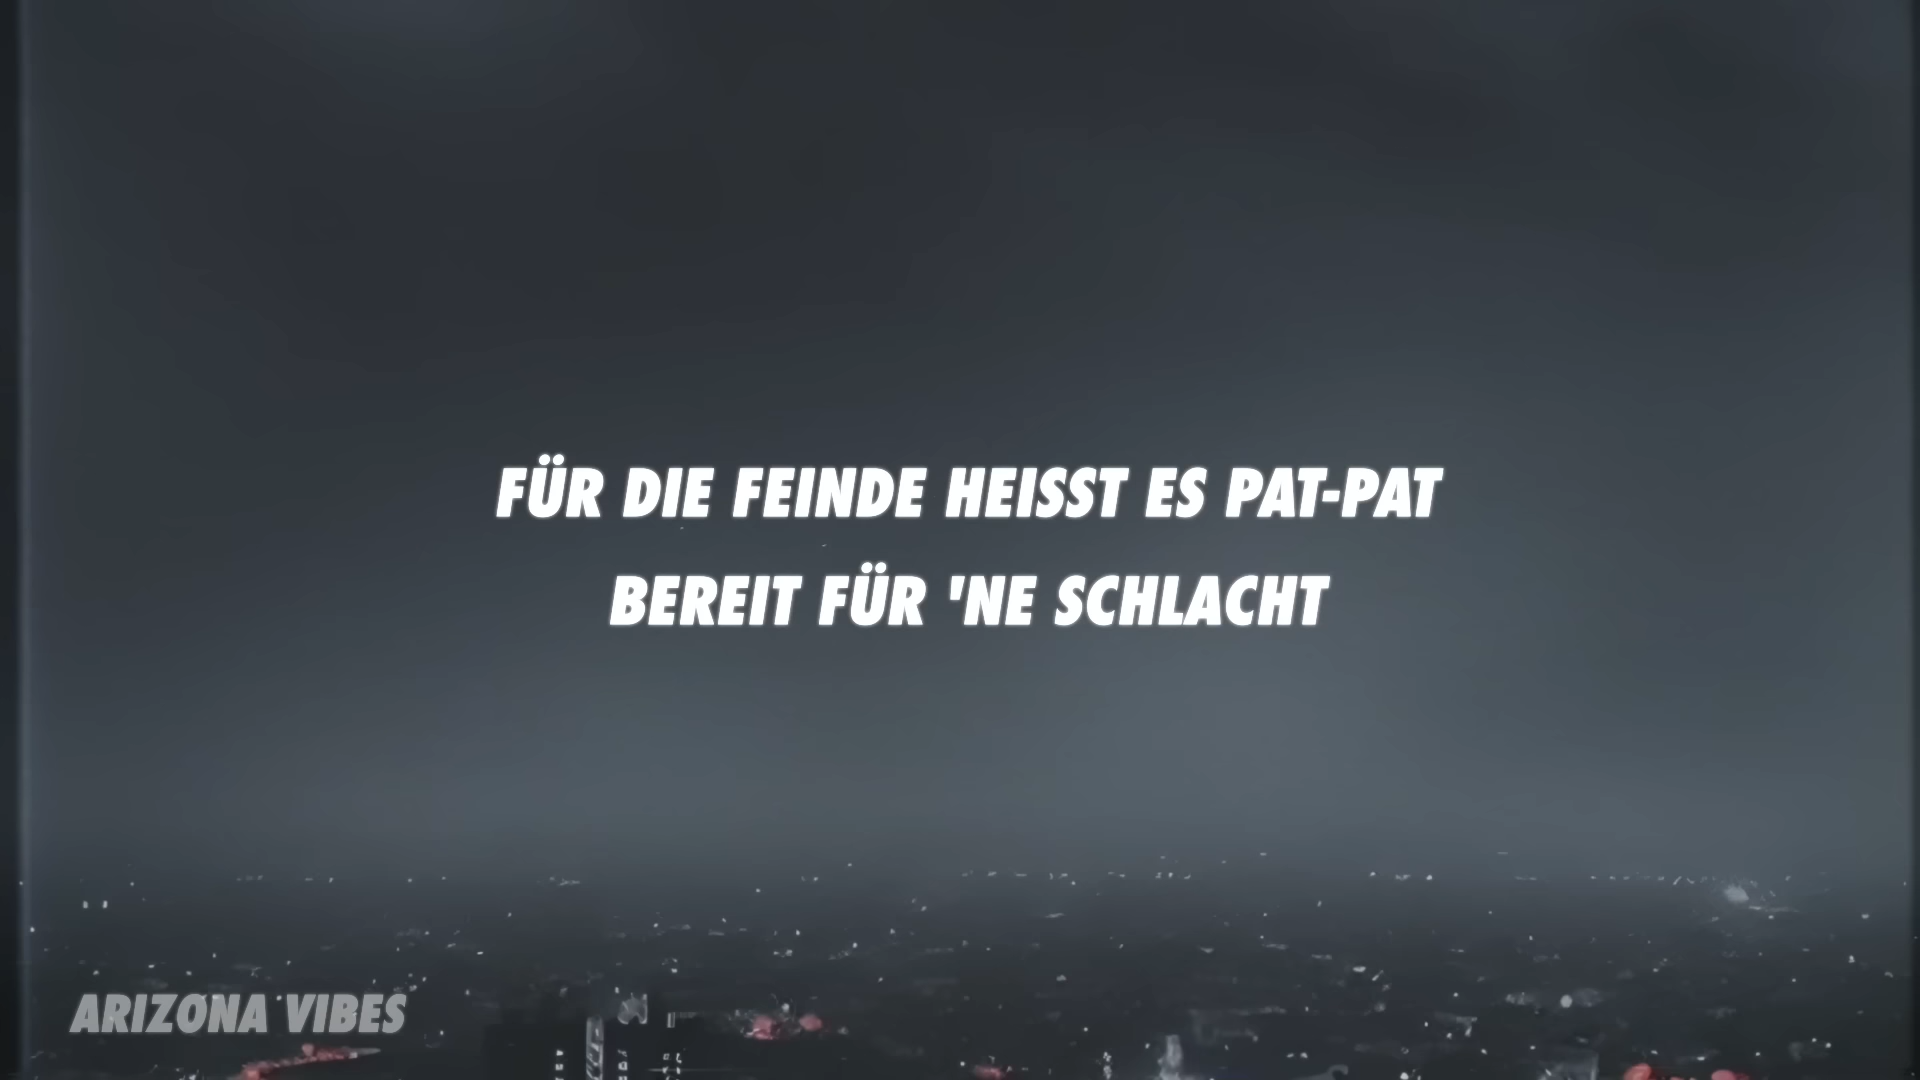 FÜR DIE FEINDE HEISST ES PAT-PAT
BEREIT FÜR 'NE SCHLACHT
ARIZONA VIBES